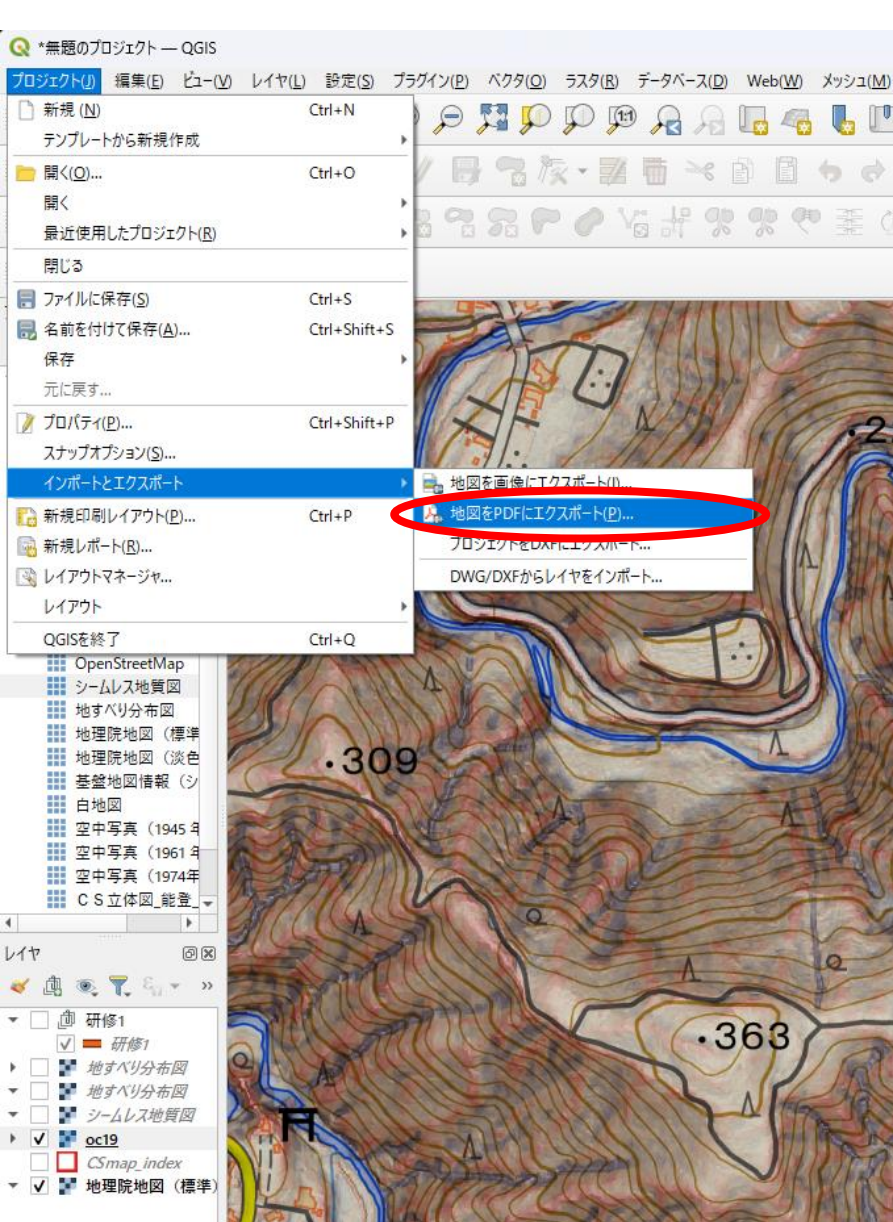 *無題のプロジェクト — QGIS
プロジェクト(J) 編集(E) ビュー(V) レイヤ(L) 設定(S) プラグイン(P) ベクタ(O) ラスタ(R) データベース(D) Web(W) メッシュ(M)
新規 (N) Ctrl+N
テンプレートから新規作成
開く(O)... Ctrl+O
開く
最近使用したプロジェクト(R)
閉じる
ファイルに保存(S) Ctrl+S
名前を付けて保存(A)... Ctrl+Shift+S
保存
元に戻す...
プロパティ(P)... Ctrl+Shift+P
スナップオプション(S)...
インポートとエクスポート
新規印刷レイアウト(P)... Ctrl+P
新規レポート(R)...
レイアウトマネージャ...
レイアウト
QGISを終了 Ctrl+Q
地図を画像にエクスポート(I)...
地図をPDFにエクスポート(P)...
プロジェクトをDXFにエクスポート...
DWG/DXFからレイヤをインポート...
OpenStreetMap
シームレス地質図
地すべり分布図
地理院地図（標準
地理院地図（淡色
基盤地図情報（シ
白地図
空中写真（1945 年
空中写真（1961 年
空中写真（1974年
ＣＳ立体図_能登_
レイヤ
研修1
研修1
地すべり分布図
地すべり分布図
シームレス地質図
oc19
CSmap_index
地理院地図（標準）
1:1
・2
・309
・363